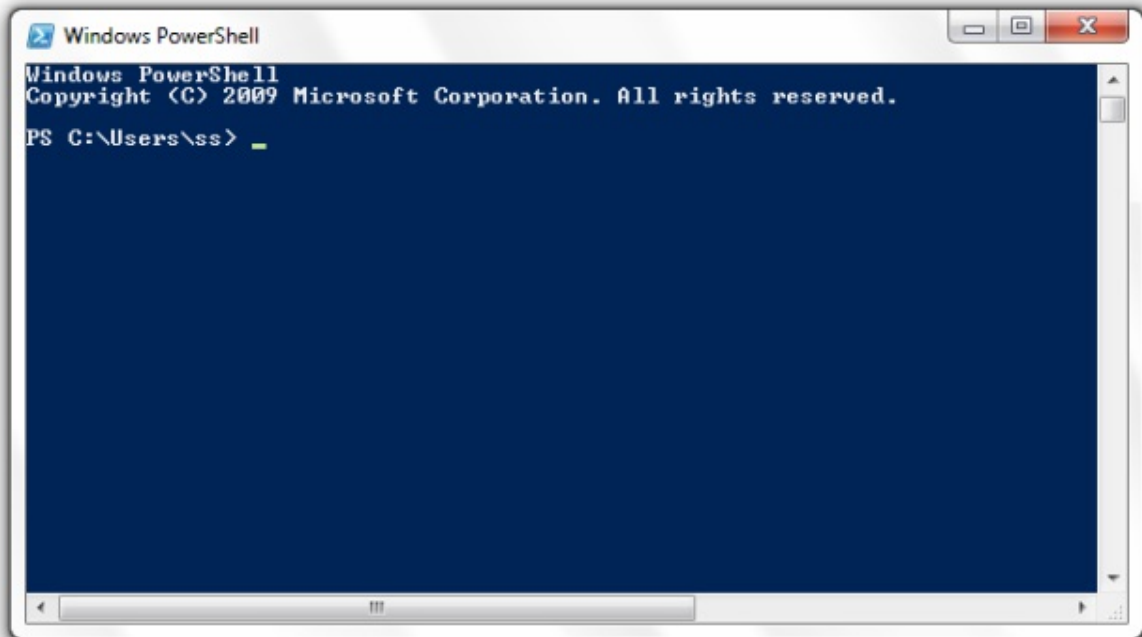 Windows PowerShell
Windows PowerShell
Copyright (C) 2009 Microsoft Corporation. All rights reserved.
PS C:\Users\ss> _